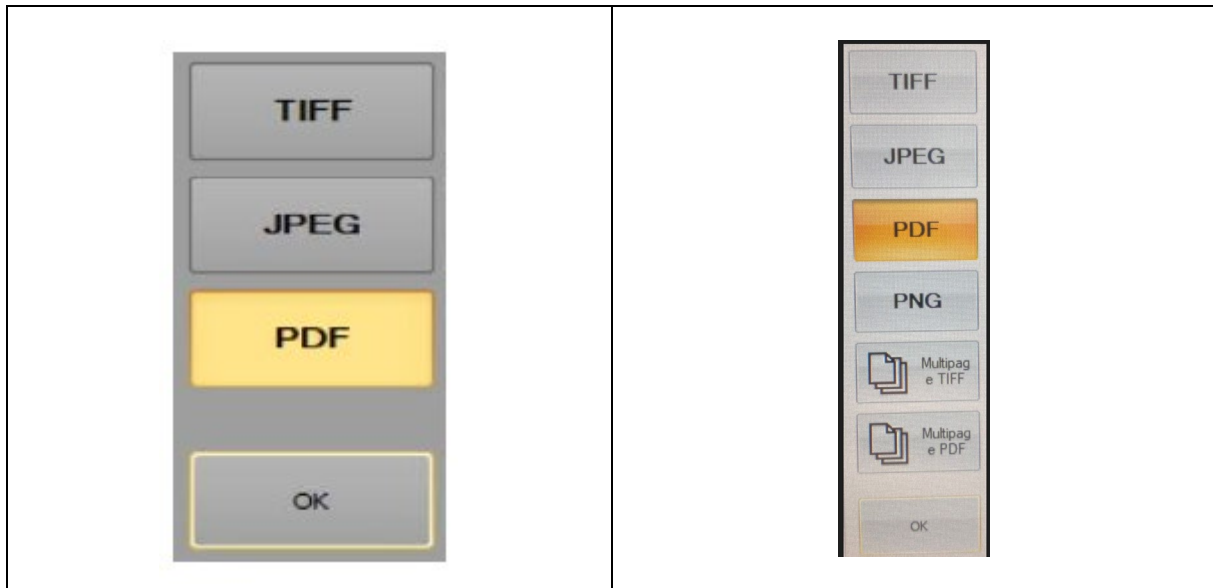 TIFF
JPEG
PDF
OK
TIFF
JPEG
PDF
PNG
Multipag
e TIFF
Multipag
e PDF
OK